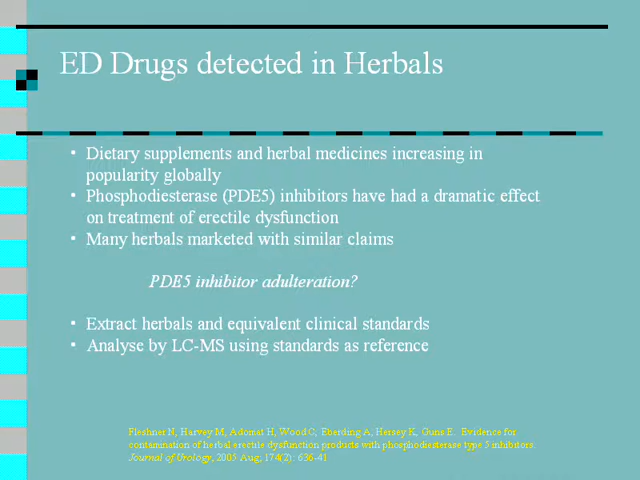 ED Drugs detected in Herbals
• Dietary supplements and herbal medicines increasing in
popularity globally
• Phosphodiesterase (PDE5) inhibitors have had a dramatic effect
on treatment of erectile dysfunction
• Many herbals marketed with similar claims
PDE5 inhibitor adulteration?
• Extract herbals and equivalent clinical standards
• Analyse by LC-MS using standards as reference
Fleshner N, Harvey M, Adomat H, Wood C, Eberding A, Hersey K, Guns E. Evidence for
contamination of herbal erectile dysfunction products with phosphodiesterase type 5 inhibitors.
Journal of Urology, 2005 Aug; 174(2): 636-41